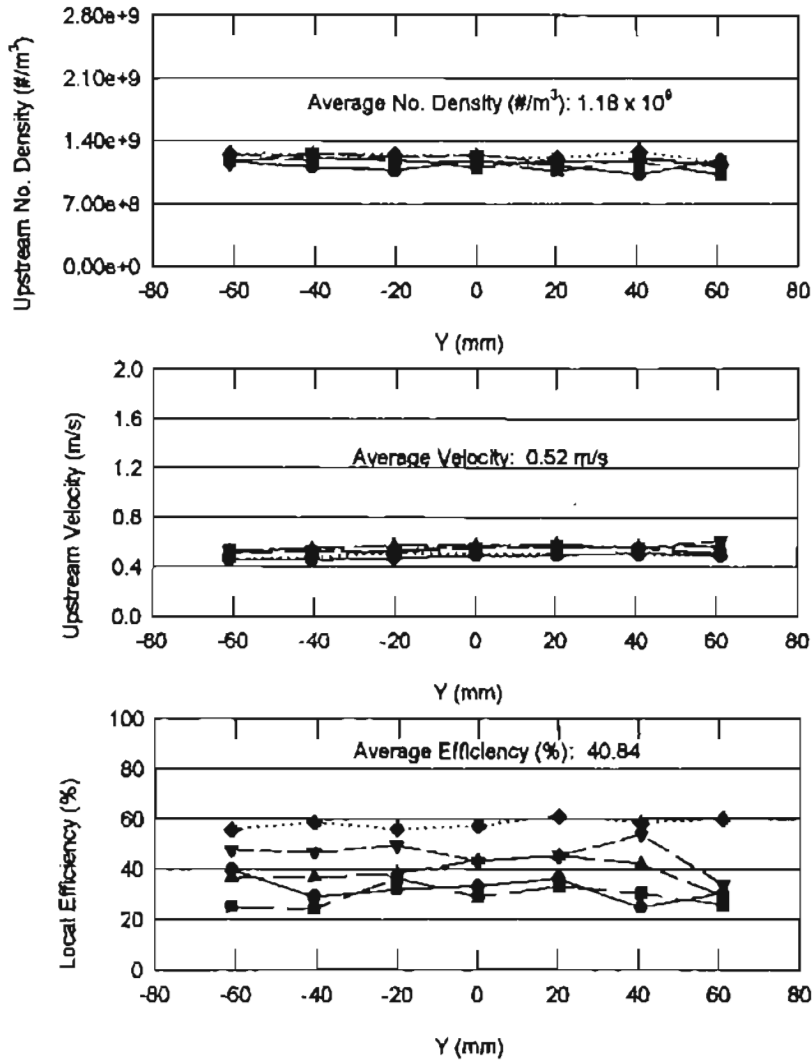 2.80e+9
2.10e+9
1.40e+9
7.00e+8
0.00e+0
Upstream No. Density (#/m³)
Average No. Density (#/m³): 1.18 x 10⁹
-80 -60 -40 -20 0 20 40 60 80
Y (mm)
2.0
1.6
1.2
0.8
0.4
0.0
Upstream Velocity (m/s)
Average Velocity: 0.52 m/s
-80 -60 -40 -20 0 20 40 60 80
Y (mm)
100
80
60
40
20
0
Local Efficiency (%)
Average Efficiency (%): 40.84
-80 -60 -40 -20 0 20 40 60 80
Y (mm)